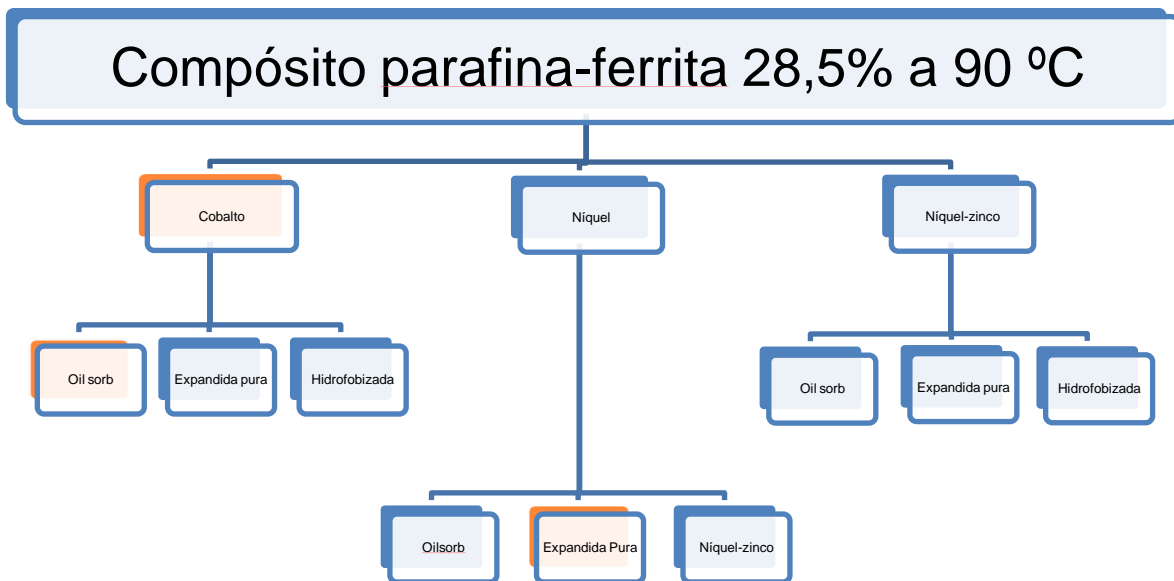 Compósito parafina-ferrita 28,5% a 90 ºC
Cobalto
Níquel
Níquel-zinco
Oil sorb
Expandida pura
Hidrofobizada
Oil sorb
Expandida pura
Hidrofobizada
Oilsorb
Expandida Pura
Níquel-zinco